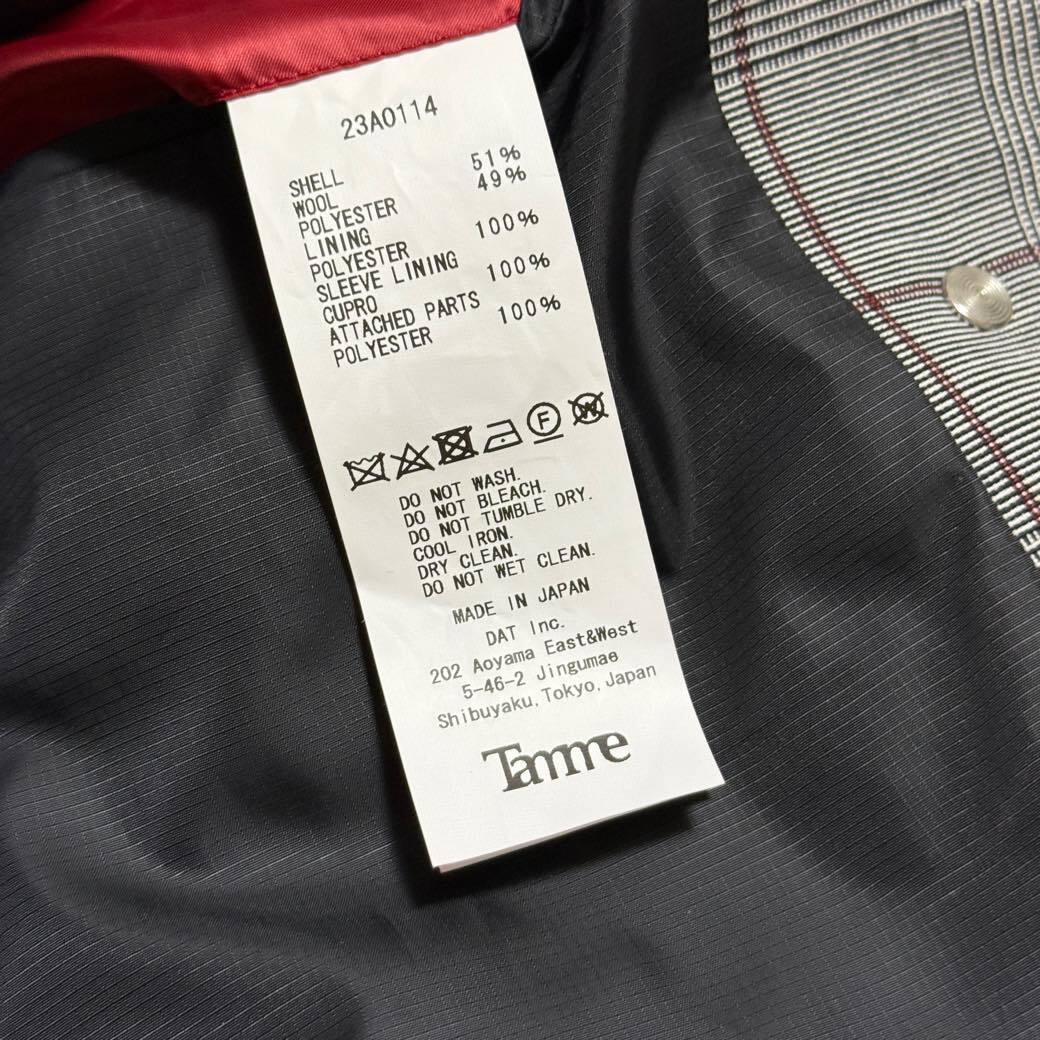 23A0114
SHELL
WOOL 51%
POLYESTER 49%
LINING
POLYESTER 100%
SLEEVE LINING
CUPRO 100%
ATTACHED PARTS
POLYESTER 100%
F W
DO NOT WASH.
DO NOT BLEACH.
DO NOT TUMBLE DRY.
COOL IRON.
DRY CLEAN.
DO NOT WET CLEAN.
MADE IN JAPAN
DAT Inc.
202 Aoyama East&West
5-46-2 Jingumae
Shibuyaku, Tokyo, Japan
Tamme